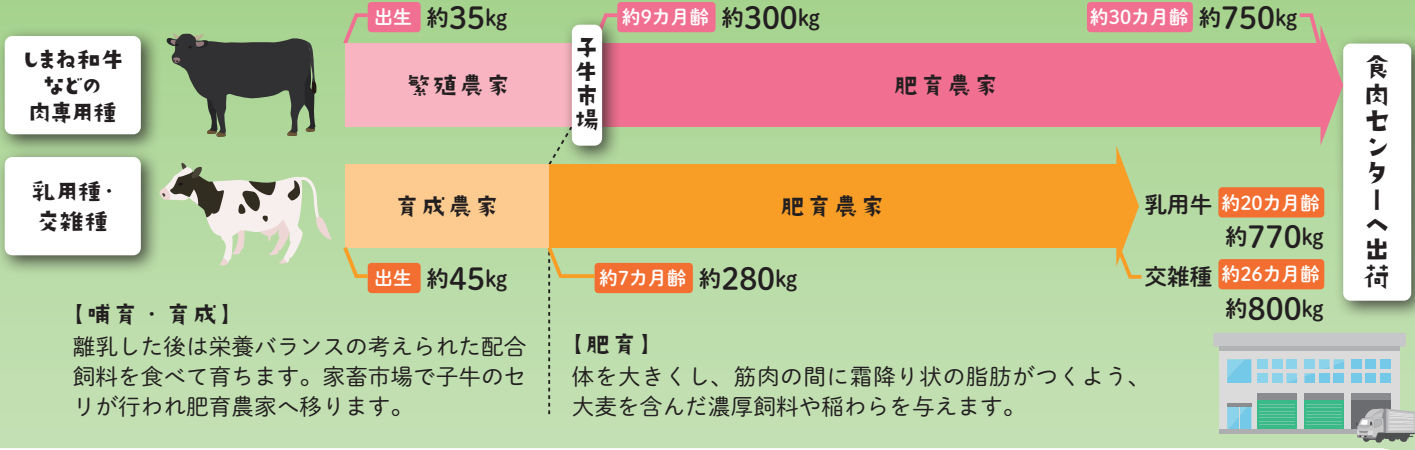 出生 約35kg
約9カ月齢 約300kg
約30カ月齢 約750kg
しまね和牛
などの
肉専用種
繁殖農家
子牛市場
肥育農家
食肉センターへ出荷
乳用種・
交雑種
育成農家
肥育農家
乳用牛 約20カ月齢
約770kg
出生 約45kg
約7カ月齢 約280kg
交雑種 約26カ月齢
約800kg
【哺育・育成】
離乳した後は栄養バランスの考えられた配合
飼料を食べて育ちます。家畜市場で子牛のセ
リが行われ肥育農家へ移ります。
【肥育】
体を大きくし、筋肉の間に霜降り状の脂肪がつくよう、
大麦を含んだ濃厚飼料や稲わらを与えます。